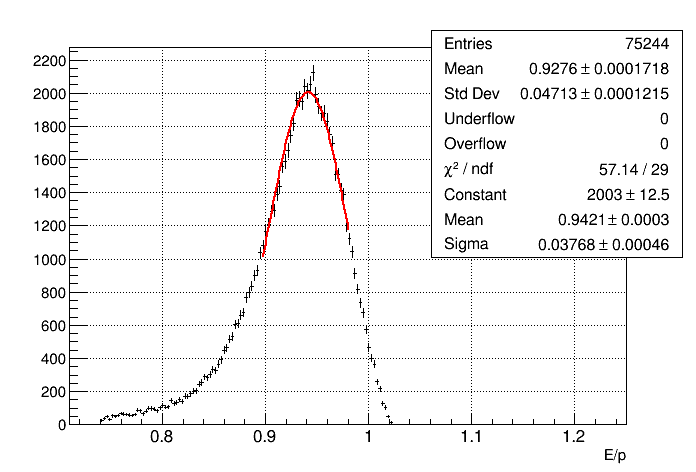 Entries 75244
Mean 0.9276 ± 0.0001718
Std Dev 0.04713 ± 0.0001215
Underflow 0
Overflow 0
χ² / ndf 57.14 / 29
Constant 2003 ± 12.5
Mean 0.9421 ± 0.0003
Sigma 0.03768 ± 0.00046
2200
2000
1800
1600
1400
1200
1000
800
600
400
200
0
0.8 0.9 1 1.1 1.2
E/p